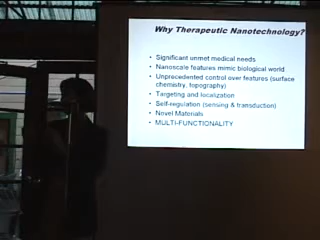 Why Therapeutic Nanotechnology?
• Significant unmet medical needs
• Nanoscale features mimic biological world
• Unprecedented control over features (surface
chemistry, topography)
• Targeting and localization
• Self-regulation (sensing & transduction)
• Novel Materials
• MULTI-FUNCTIONALITY